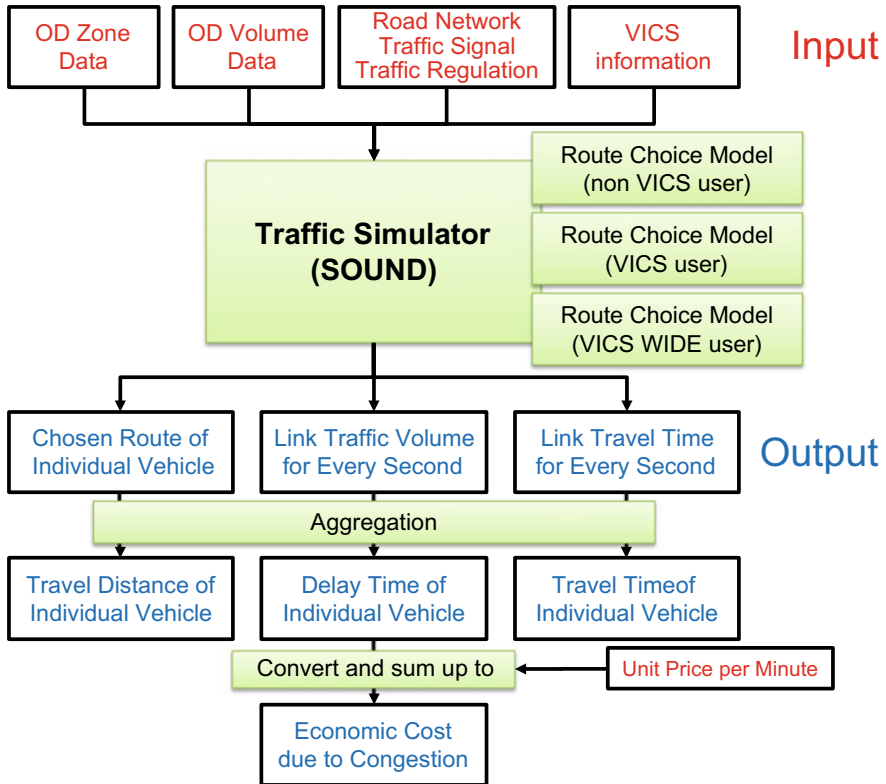 OD Zone
Data
OD Volume
Data
Road Network
Traffic Signal
Traffic Regulation
VICS
information
Input
Traffic Simulator
(SOUND)
Route Choice Model
(non VICS user)
Route Choice Model
(VICS user)
Route Choice Model
(VICS WIDE user)
Chosen Route of
Individual Vehicle
Link Traffic Volume
for Every Second
Link Travel Time
for Every Second
Output
Aggregation
Travel Distance of
Individual Vehicle
Delay Time of
Individual Vehicle
Travel Timeof
Individual Vehicle
Convert and sum up to
Unit Price per Minute
Economic Cost
due to Congestion